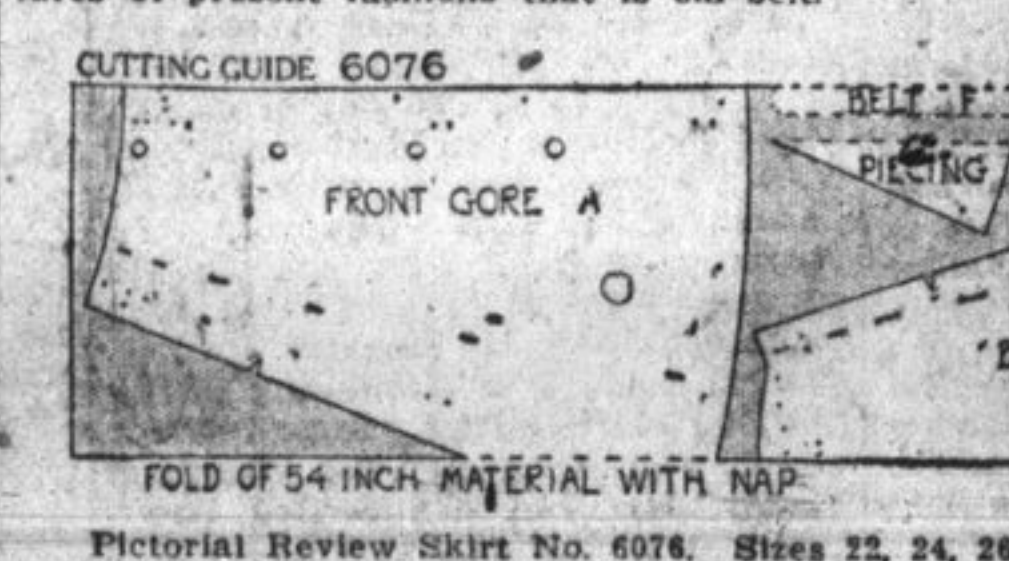 CUTTING GUIDE 6076
BELT F
PIECING
FRONT GORE A
FOLD OF 54 INCH MATERIAL WITH NAP
Pictorial Review Skirt No. 6076. Sizes 22, 24, 26